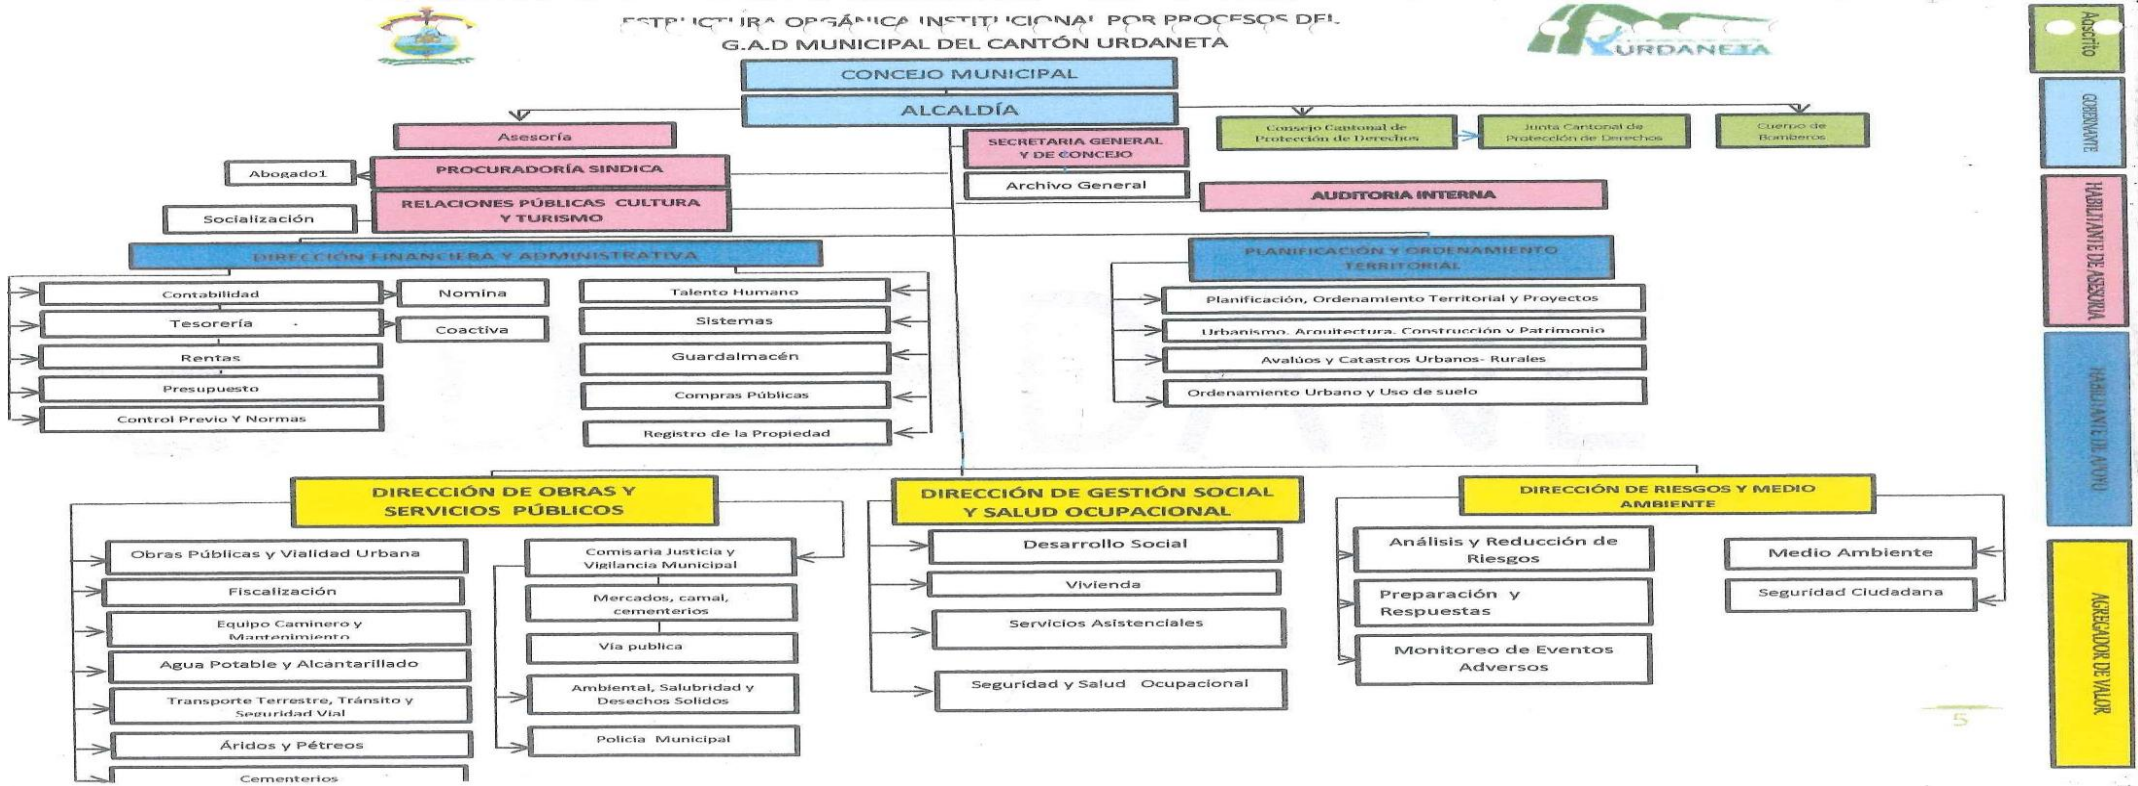 ESTRUCTURA ORGÁNICA INSTITUCIONAL POR PROCESOS DEL
G.A.D MUNICIPAL DEL CANTÓN URDANETA
URDANETA
CONCEJO MUNICIPAL
ALCALDÍA
Asesoría
SECRETARIA GENERAL
Y DE CONCEJO
Archivo General
Consejo Cantonal de
Protección de Derechos
Junta Cantonal de
Protección de Derechos
Cuerpo de
Bomberos
Abogado1
PROCURADORÍA SINDICA
Socialización
RELACIONES PÚBLICAS CULTURA
Y TURISMO
AUDITORIA INTERNA
DIRECCIÓN FINANCIERA Y ADMINISTRATIVA
Contabilidad
Nomina
Tesorería
Coactiva
Rentas
Presupuesto
Control Previo Y Normas
Talento Humano
Sistemas
Guardalmacén
Compras Públicas
Registro de la Propiedad
PLANIFICACIÓN Y ORDENAMIENTO
TERRITORIAL
Planificación, Ordenamiento Territorial y Proyectos
Urbanismo, Arquitectura, Construcción y Patrimonio
Avalúos y Catastros Urbanos- Rurales
Ordenamiento Urbano y Uso de suelo
DIRECCIÓN DE OBRAS Y
SERVICIOS PÚBLICOS
Obras Públicas y Vialidad Urbana
Fiscalización
Equipo Caminero y
Mantenimiento
Agua Potable y Alcantarillado
Transporte Terrestre, Tránsito y
Seguridad Vial
Áridos y Pétreos
Cementerios
Comisaria Justicia y
Vigilancia Municipal
Mercados, camal,
cementerios
Vía publica
Ambiental, Salubridad y
Desechos Solidos
Policía Municipal
DIRECCIÓN DE GESTIÓN SOCIAL
Y SALUD OCUPACIONAL
Desarrollo Social
Vivienda
Servicios Asistenciales
Seguridad y Salud Ocupacional
DIRECCIÓN DE RIESGOS Y MEDIO
AMBIENTE
Análisis y Reducción de
Riesgos
Preparación y
Respuestas
Monitoreo de Eventos
Adversos
Medio Ambiente
Seguridad Ciudadana
Adscrito
GOBERNANTE
HABILITANTE DE ASESORIA
HABILITANTE DE APOYO
AGREGADOR DE VALOR
5